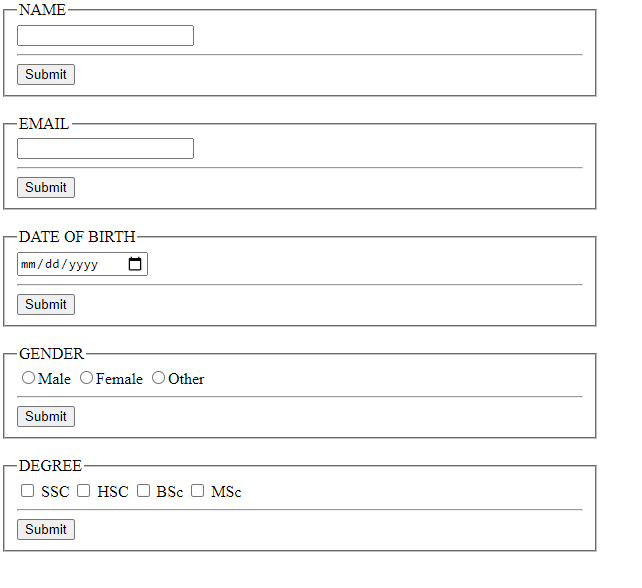 NAME
Submit
EMAIL
Submit
DATE OF BIRTH
mm/dd/yyyy
Submit
GENDER
Male Female Other
Submit
DEGREE
SSC HSC BSc MSc
Submit